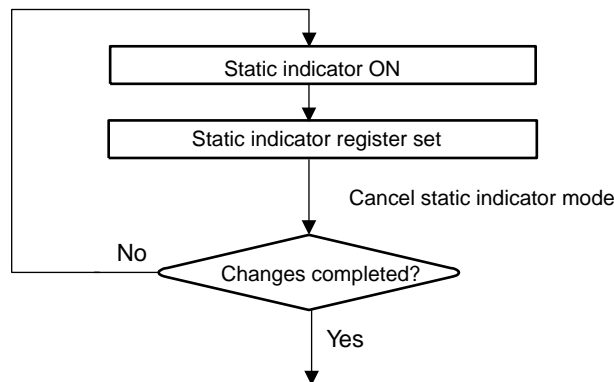 Static indicator ON
Static indicator register set
Cancel static indicator mode
No
Changes completed?
Yes